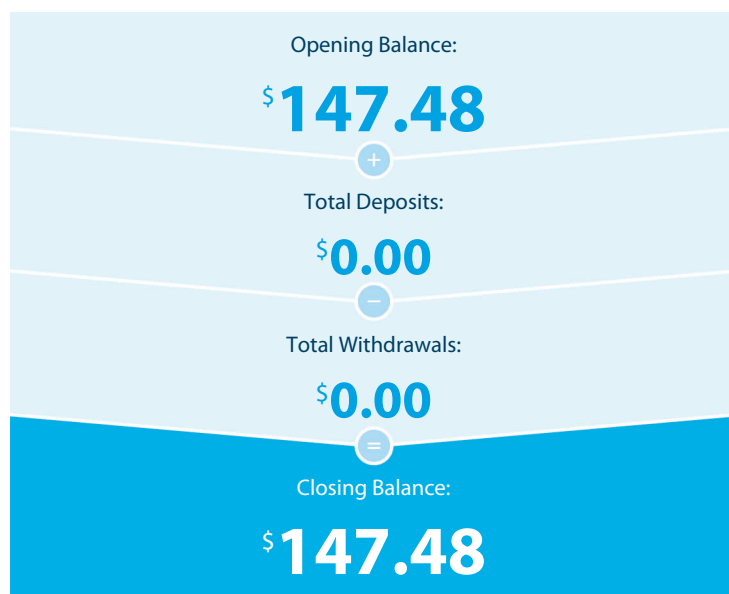 Opening Balance:
$147.48
+
Total Deposits:
$0.00
−
Total Withdrawals:
$0.00
=
Closing Balance:
$147.48